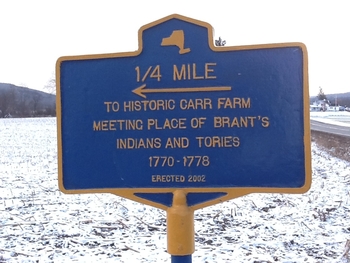 1/4 MILE
TO HISTORIC CARR FARM
MEETING PLACE OF BRANT'S
INDIANS AND TORIES
1770-1778
ERECTED 2002